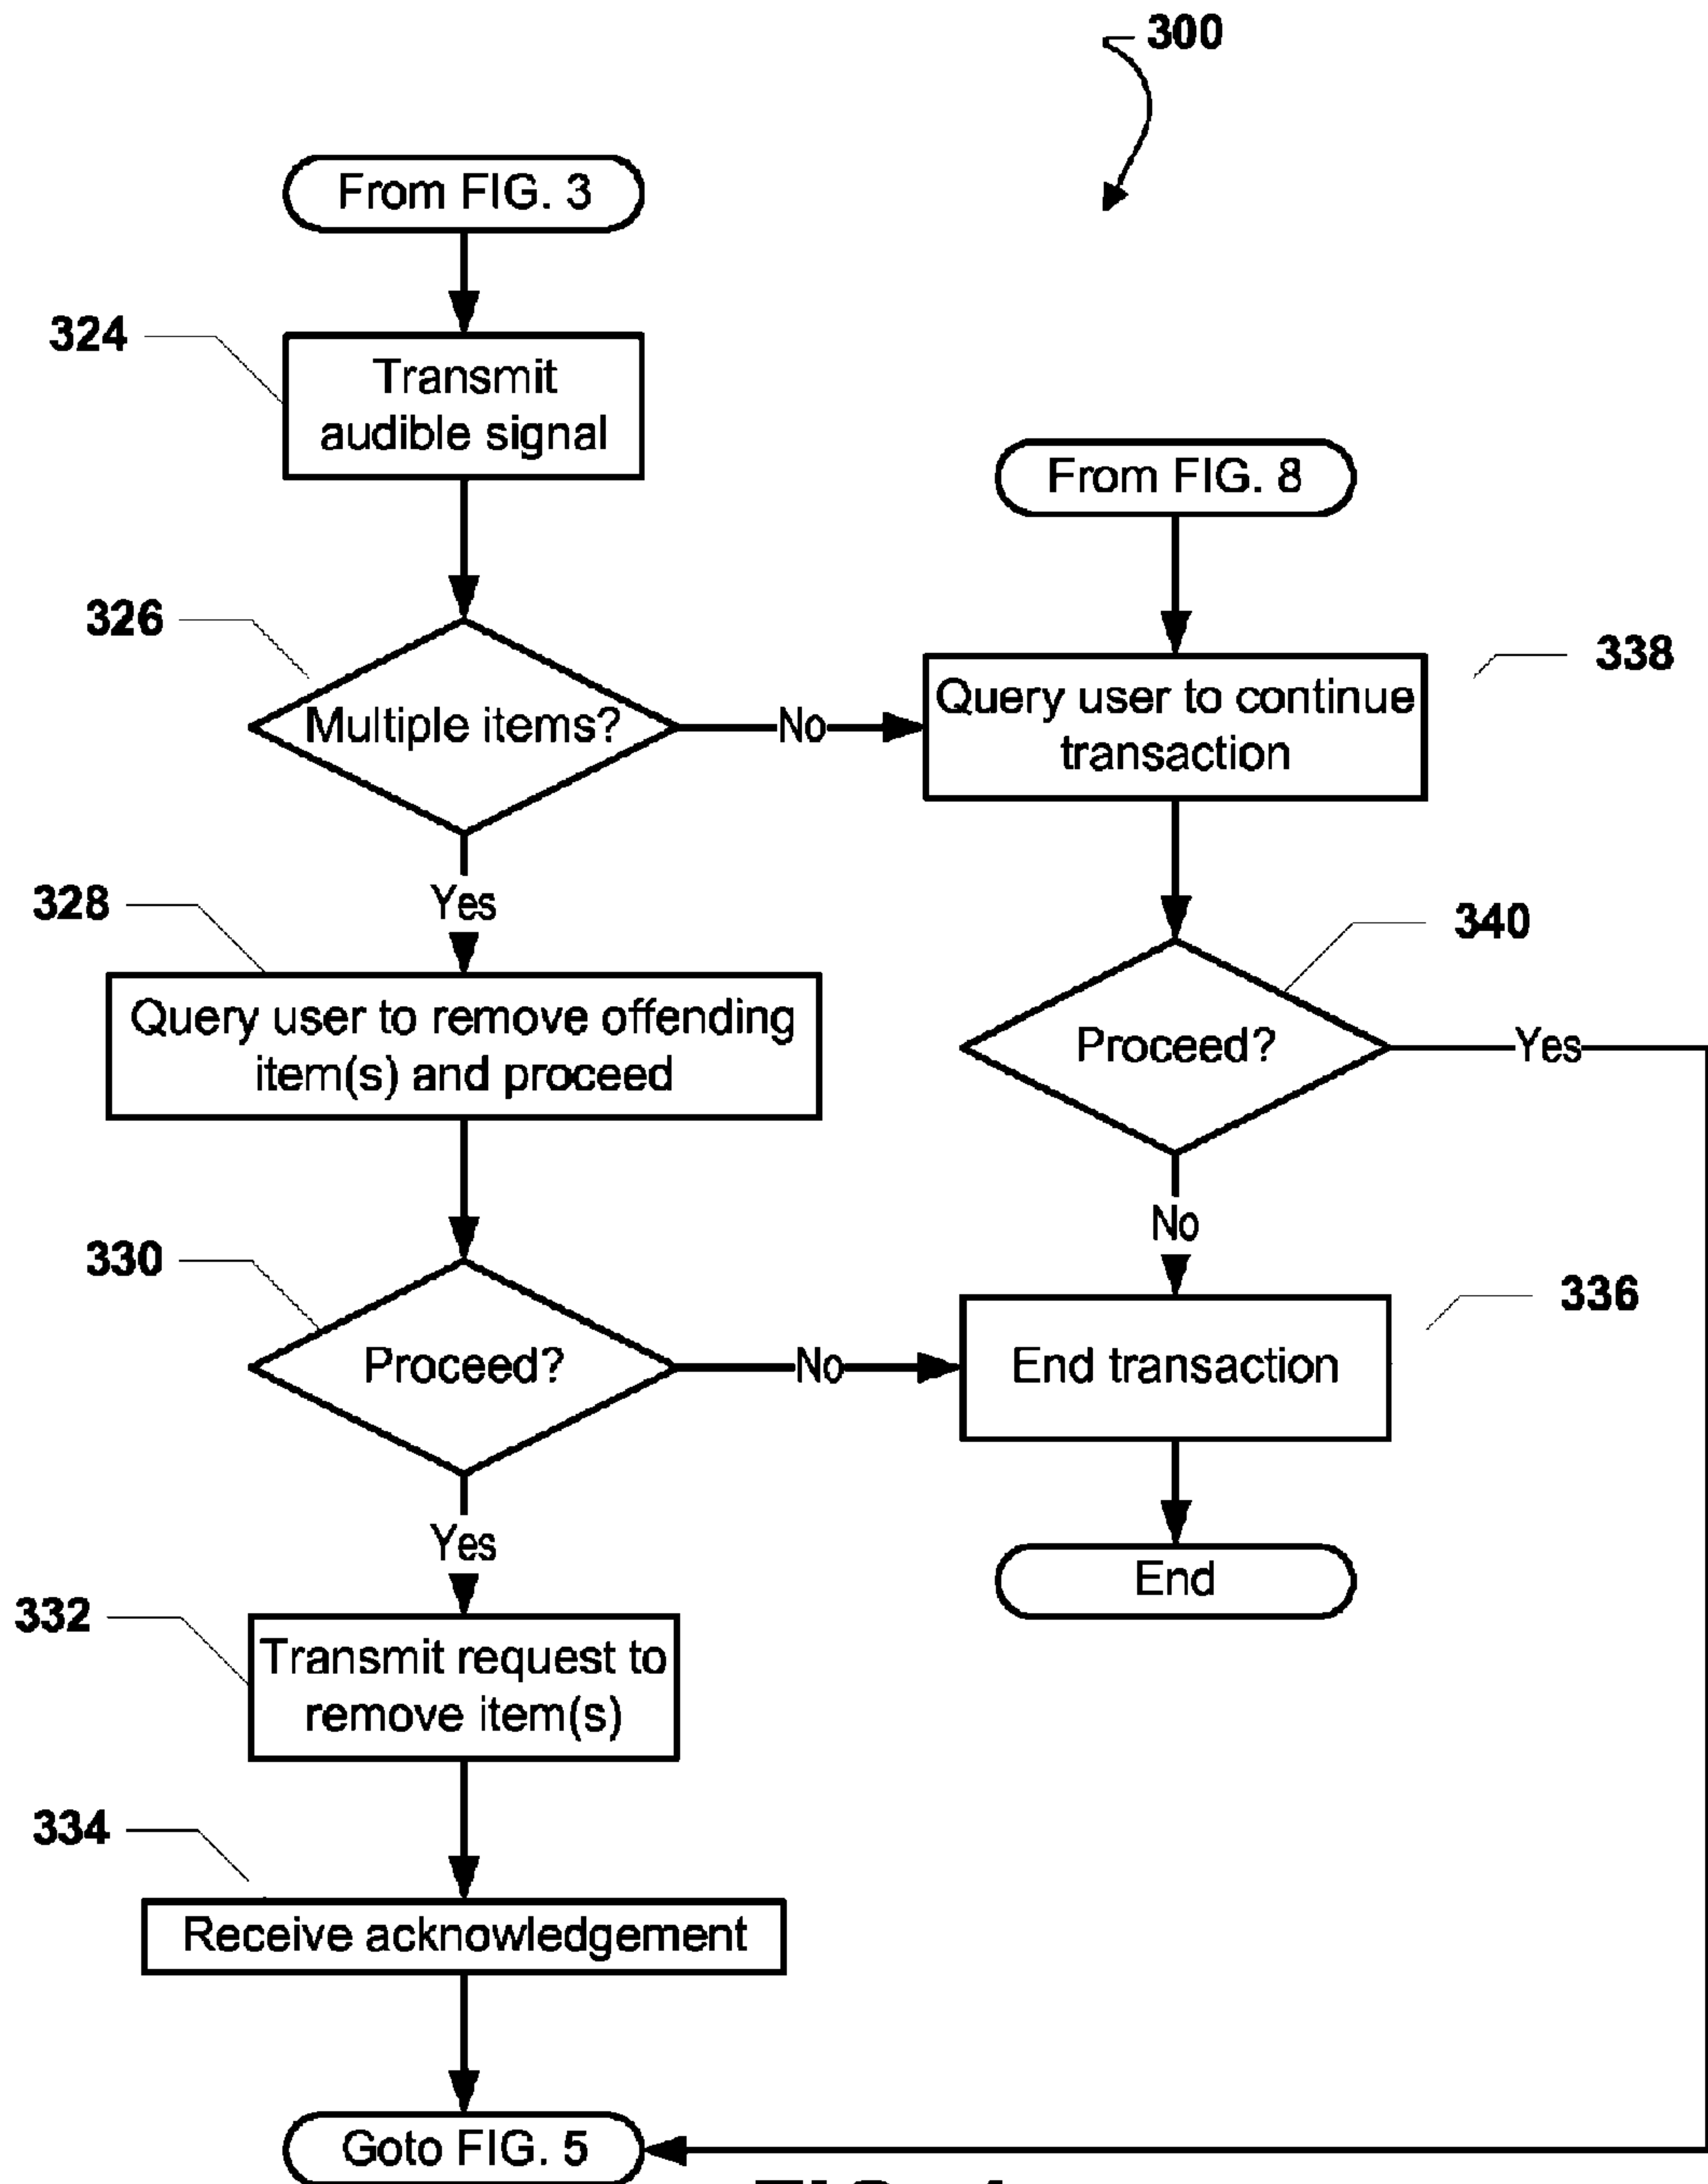 300
From FIG. 3
324
Transmit
audible signal
From FIG. 8
326
Multiple items?
No
338
Query user to continue
transaction
Yes
328
Query user to remove offending
item(s) and proceed
340
Proceed?
Yes
No
330
Proceed?
No
336
End transaction
Yes
End
332
Transmit request to
remove item(s)
334
Receive acknowledgement
Goto FIG. 5